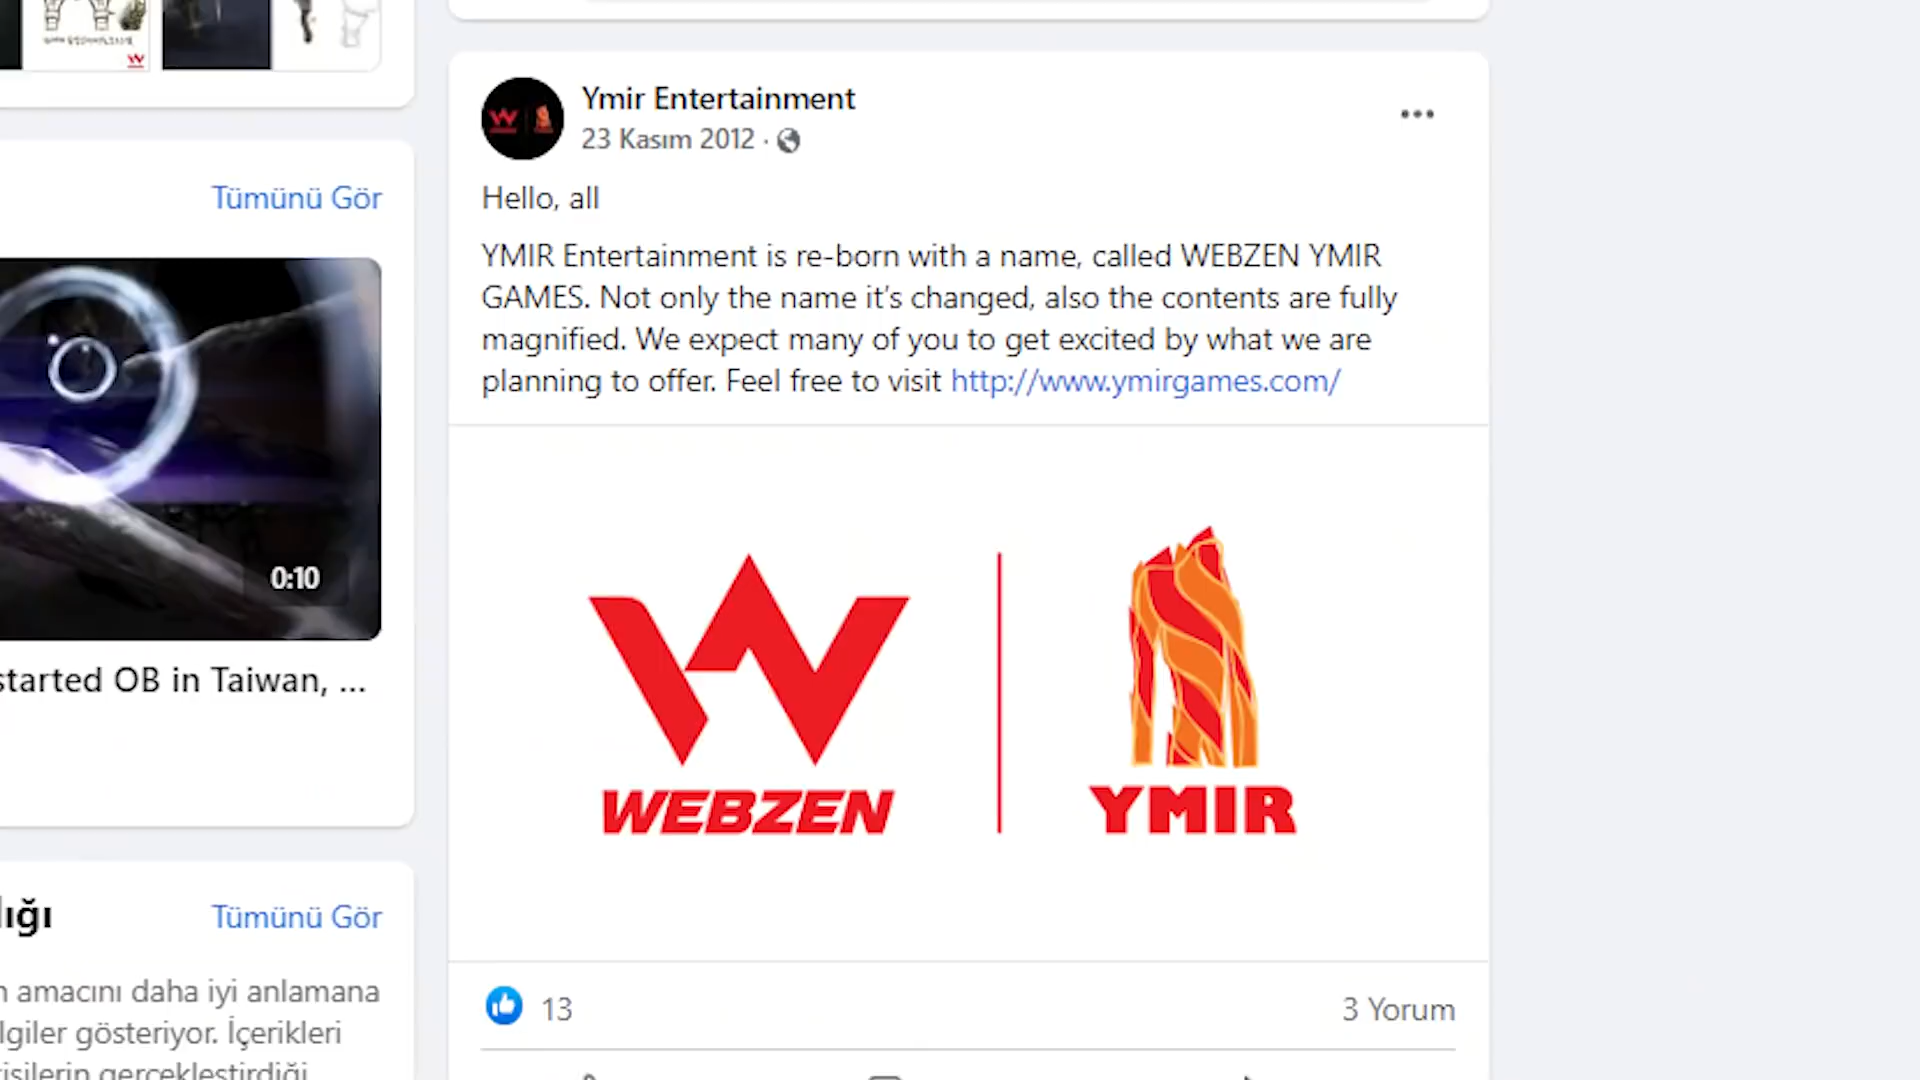 Tümünü Gör
0:10
started OB in Taiwan, ...
Tümünü Gör
amacını daha iyi anlamana
gösteriyor. İçerikleri
Ymir Entertainment
23 Kasım 2012 ·
Hello, all
YMIR Entertainment is re-born with a name, called WEBZEN YMIR
GAMES. Not only the name it's changed, also the contents are fully
magnified. We expect many of you to get excited by what we are
planning to offer. Feel free to visit http://www.ymirgames.com/
WEBZEN
YMIR
13
3 Yorum